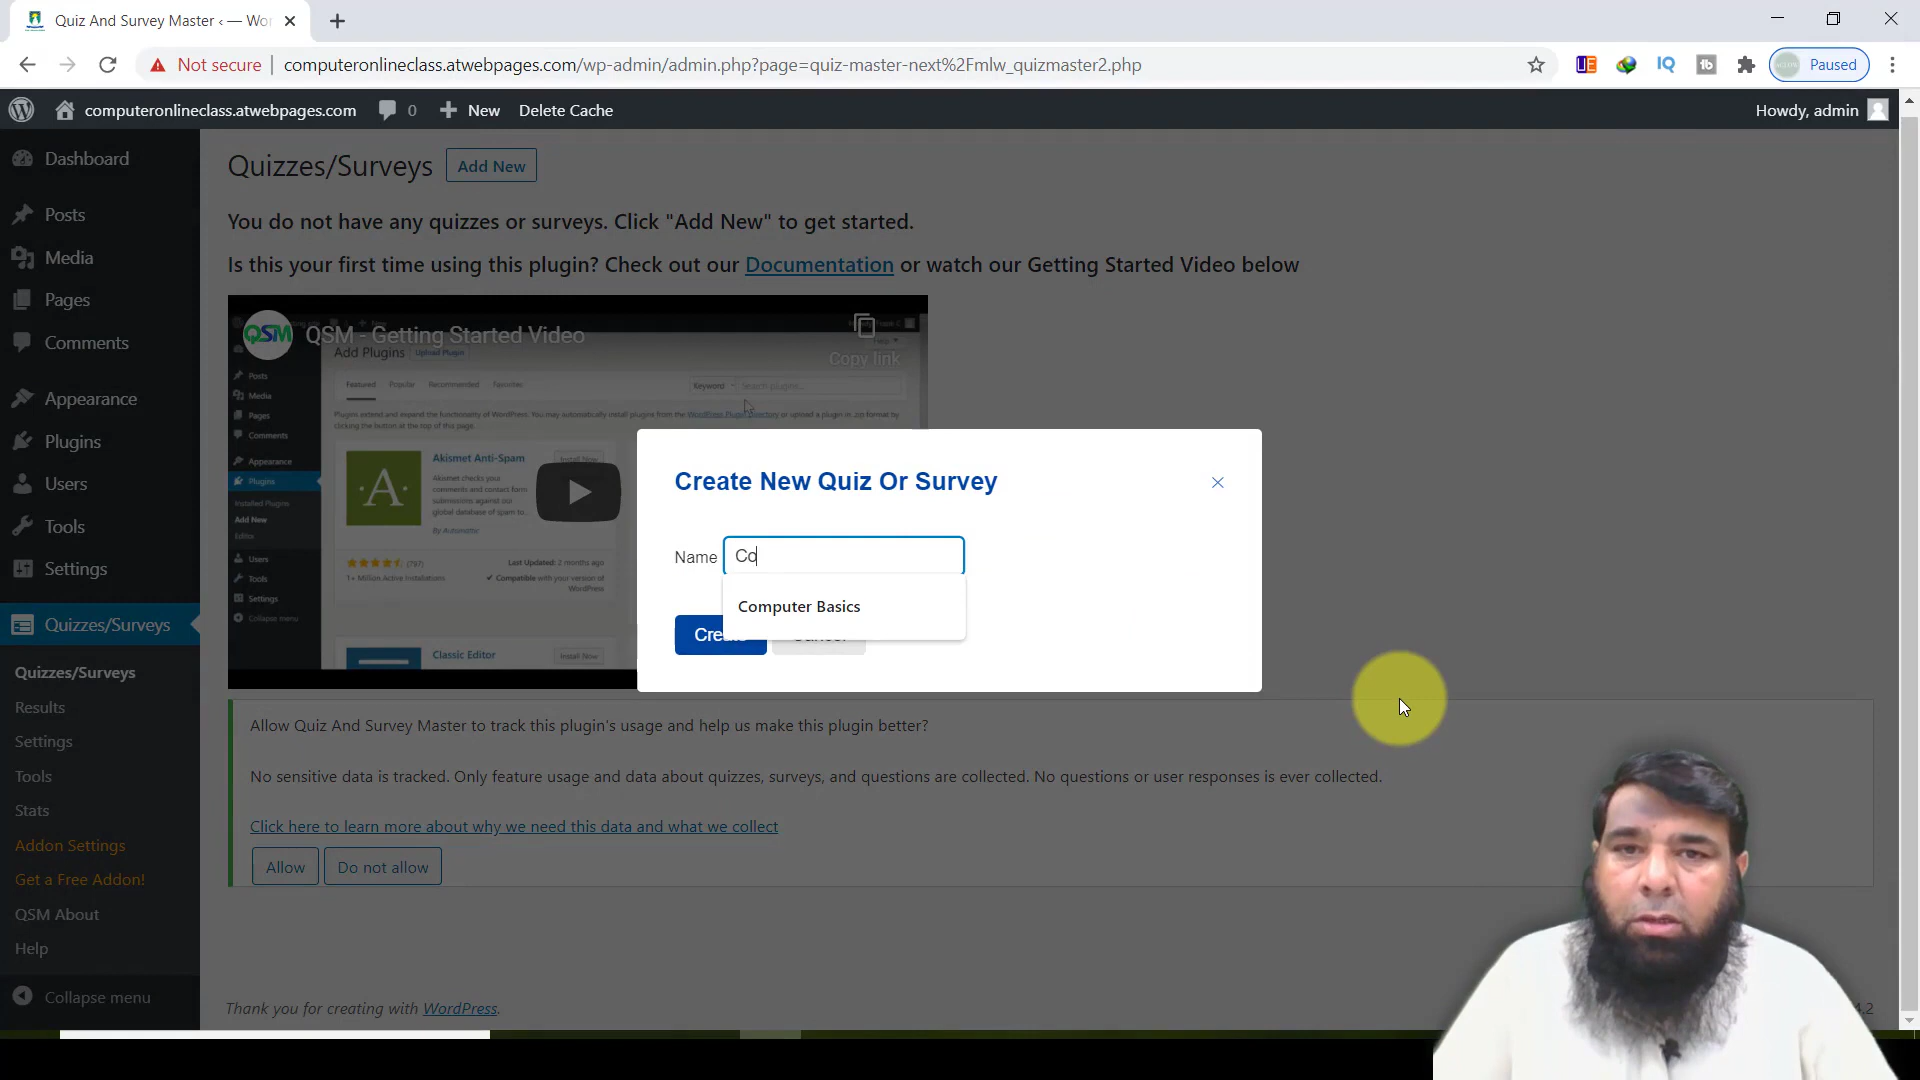 Quiz And Survey Master ‹ — Wor
Not secure
computeronlineclass.atwebpages.com/wp-admin/admin.php?page=quiz-master-next%2Fmlw_quizmaster2.php
UE
IQ
tb
Paused
computeronlineclass.atwebpages.com
0
New
Delete Cache
Howdy, admin
Dashboard
Posts
Media
Pages
Comments
Appearance
Plugins
Users
Tools
Settings
Quizzes/Surveys
Quizzes/Surveys
Results
Settings
Tools
Stats
Addon Settings
Get a Free Addon!
QSM About
Help
Collapse menu
Quizzes/Surveys
Add New
You do not have any quizzes or surveys. Click "Add New" to get started.
Is this your first time using this plugin? Check out our Documentation or watch our Getting Started Video below
QSM
QSM - Getting Started Video
Copy link
Add Plugins
Upload Plugin
Featured Popular Recommended Favorites
Keyword
Search plugins...
Plugins extend and expand the functionality of WordPress. You may automatically install plugins from the WordPress Plugin Directory or upload a plugin in .zip format by
clicking the button at the top of this page.
Posts
Media
Pages
Comments
Appearance
Plugins
Installed Plugins
Add New
Editor
Users
Tools
Settings
Collapse menu
A
Akismet Anti-Spam
Install Now
Akismet checks your
comments and contact form
submissions against our
global database of spam to
By Automattic
(797)
1+ Million Active Installations
Last Updated: 2 months ago
Compatible with your version of
WordPress
Classic Editor
Install Now
Create New Quiz Or Survey
Name
Co
Computer Basics
Create
Cancel
Allow Quiz And Survey Master to track this plugin's usage and help us make this plugin better?
No sensitive data is tracked. Only feature usage and data about quizzes, surveys, and questions are collected. No questions or user responses is ever collected.
Click here to learn more about why we need this data and what we collect
Allow
Do not allow
Thank you for creating with WordPress.
4.2